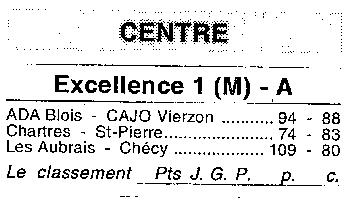 CENTRE
Excellence 1 (M) - A
ADA Blois - CAJO Vierzon ........... 94 - 88
Chartres - St-Pierre....................... 74 - 83
Les Aubrais - Chécy ................... 109 - 80
Le classement Pts J. G. P. p. c.